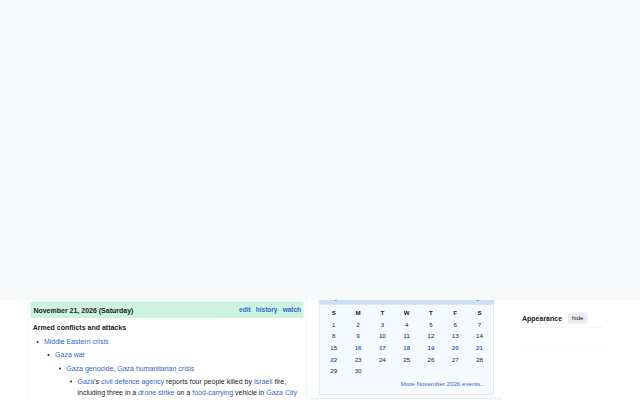 November 21, 2026 (Saturday)
edit history watch
Armed conflicts and attacks
• Middle Eastern crisis
• Gaza war
• Gaza genocide, Gaza humanitarian crisis
• Gaza's civil defence agency reports four people killed by Israeli fire,
including three in a drone strike on a food-carrying vehicle in Gaza City
S M T W T F S
1 2 3 4 5 6 7
8 9 10 11 12 13 14
15 16 17 18 19 20 21
22 23 24 25 26 27 28
29 30
More November 2026 events...
Appearance hide